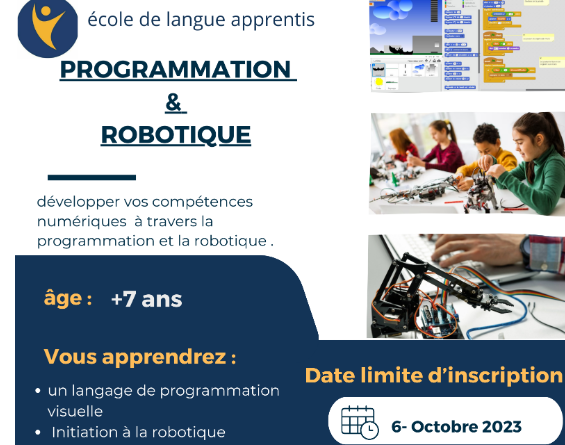 école de langue apprentis
PROGRAMMATION
&
ROBOTIQUE
développer vos compétences
numériques à travers la
programmation et la robotique .
âge : +7 ans
Vous apprendrez :
• un langage de programmation
visuelle
• Initiation à la robotique
Date limite d'inscription
6- Octobre 2023